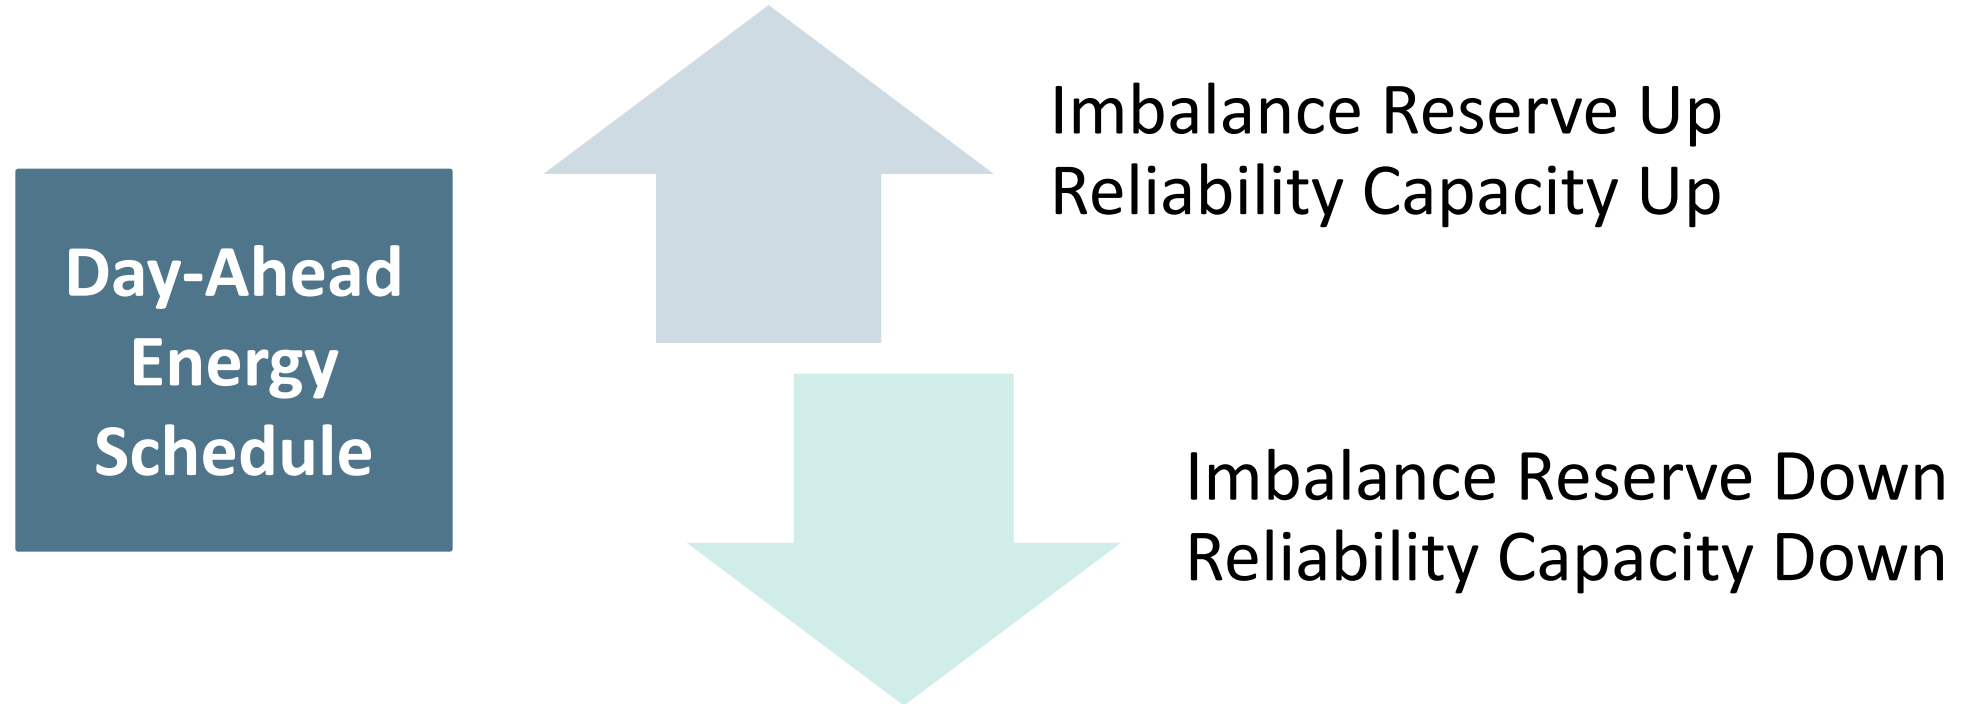 Day-Ahead
Energy
Schedule
Imbalance Reserve Up
Reliability Capacity Up
Imbalance Reserve Down
Reliability Capacity Down